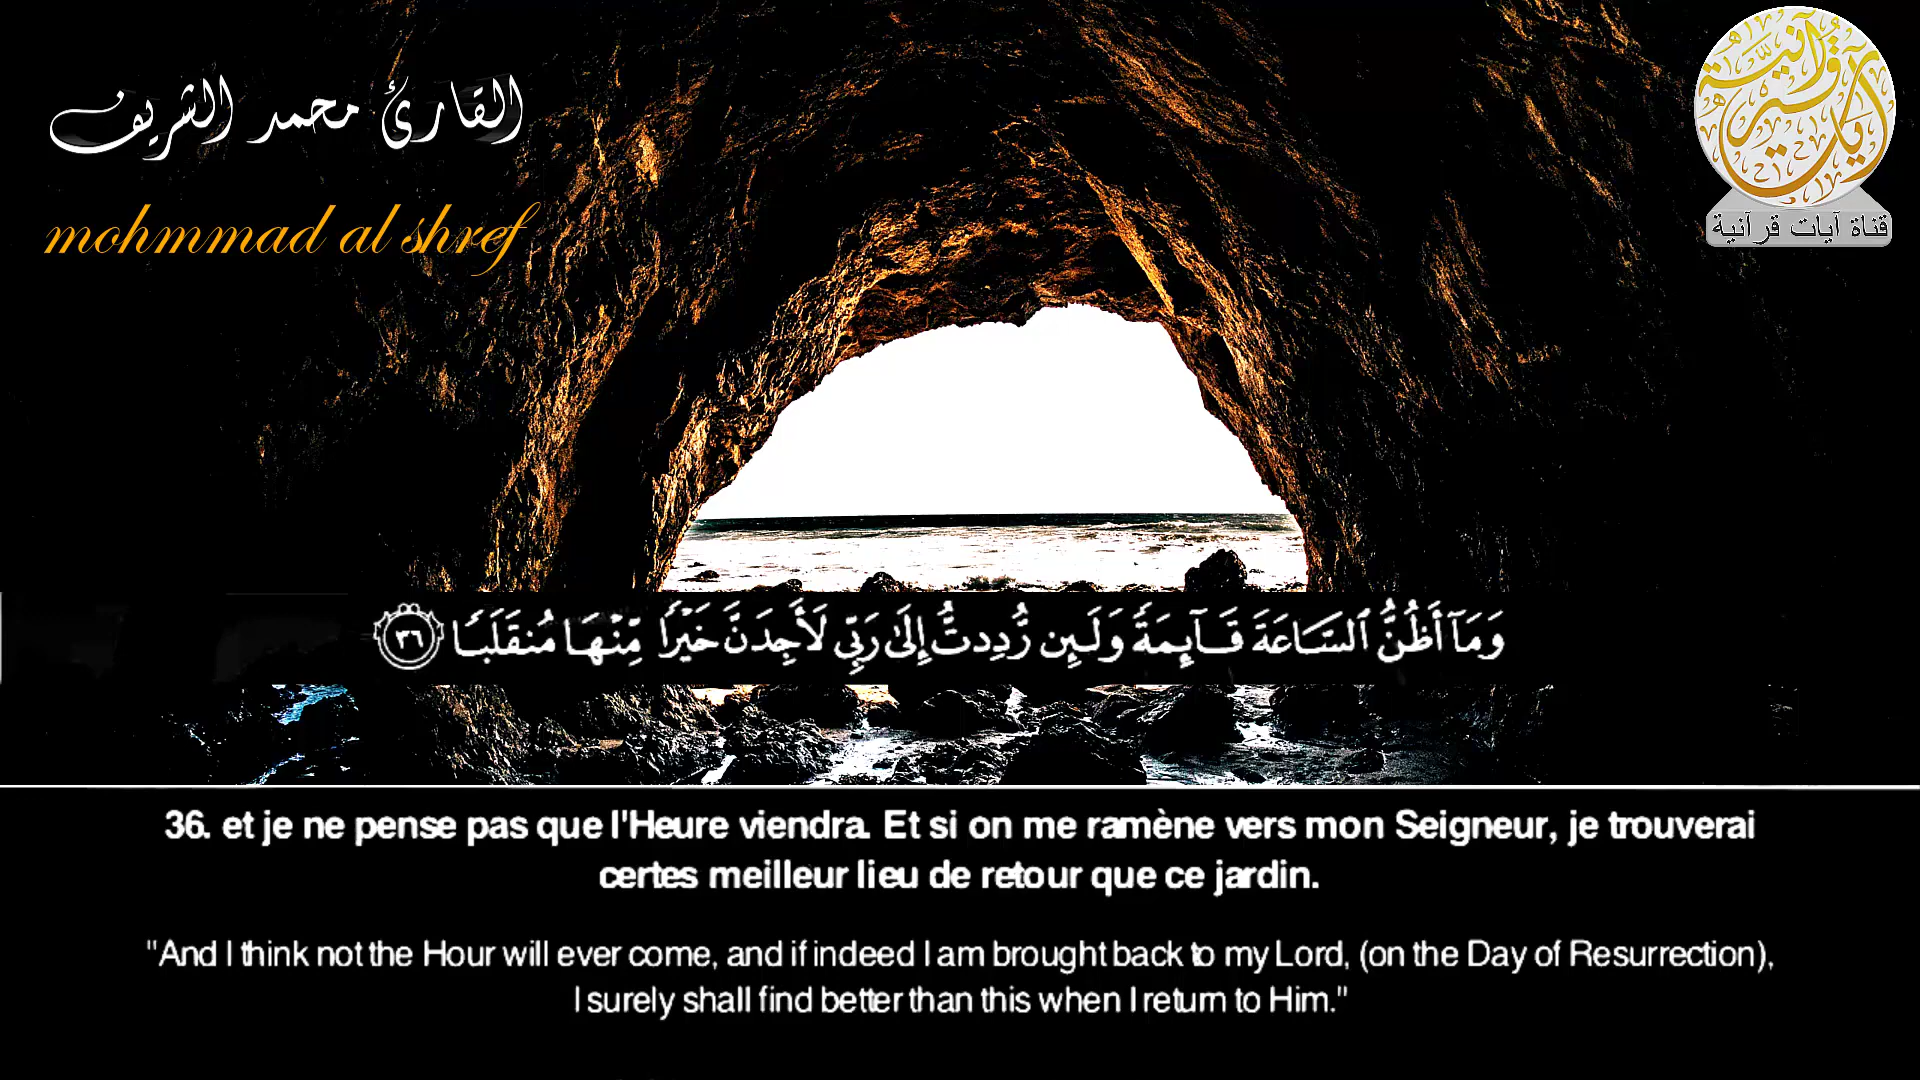 القارئ محمد الشريف
mohmmad al shref
آيات قرآنية
قناة آيات قرآنية
وَمَآ أَظُنُّ ٱلسَّاعَةَ قَآئِمَةً وَلَئِن رُّدِدتُّ إِلَىٰ رَبِّي لَأَجِدَنَّ خَيْرًا مِّنْهَا مُنقَلَبًا ٣٦
36. et je ne pense pas que l'Heure viendra. Et si on me ramène vers mon Seigneur, je trouverai
certes meilleur lieu de retour que ce jardin.
"And I think not the Hour will ever come, and if indeed I am brought back to my Lord, (on the Day of Resurrection),
I surely shall find better than this when I return to Him."